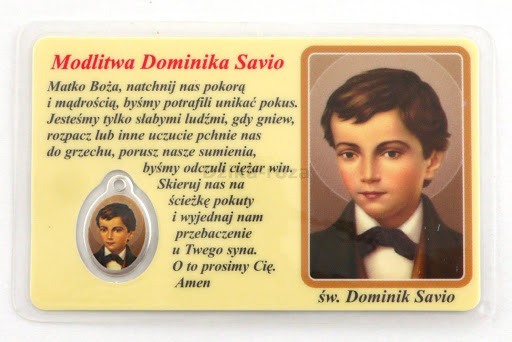 Modlitwa Dominika Savio
Matko Boża, natchnij nas pokorą
i mądrością, byśmy potrafili unikać pokus.
Jesteśmy tylko słabymi ludźmi, gdy gniew,
rozpacz lub inne uczucie pchnie nas
do grzechu, porusz nasze sumienia,
byśmy odczuli ciężar win.
Skieruj nas na
ścieżkę pokuty
i wyjednaj nam
przebaczenie
u Twego syna.
O to prosimy Cię.
Amen
św. Dominik Savio